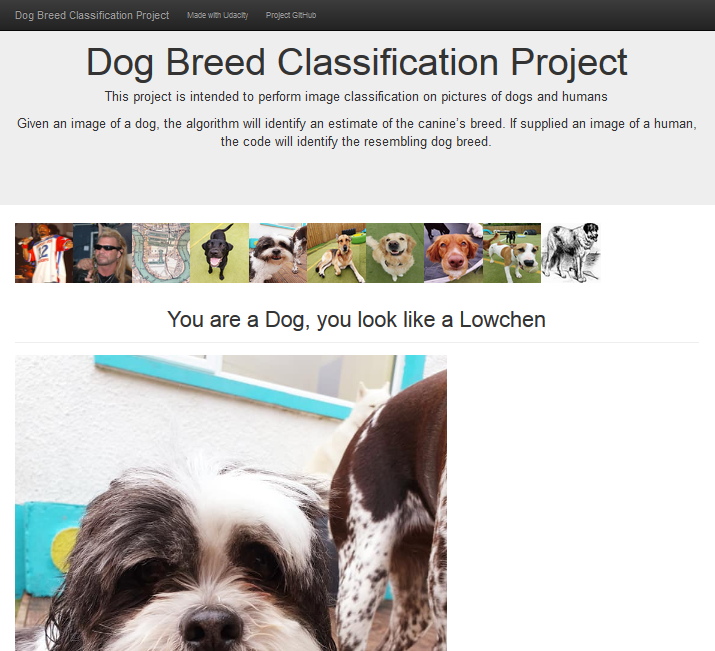 Dog Breed Classification Project Made with Udacity Project GitHub
Dog Breed Classification Project
This project is intended to perform image classification on pictures of dogs and humans
Given an image of a dog, the algorithm will identify an estimate of the canine's breed. If supplied an image of a human,
the code will identify the resembling dog breed.
12
You are a Dog, you look like a Lowchen